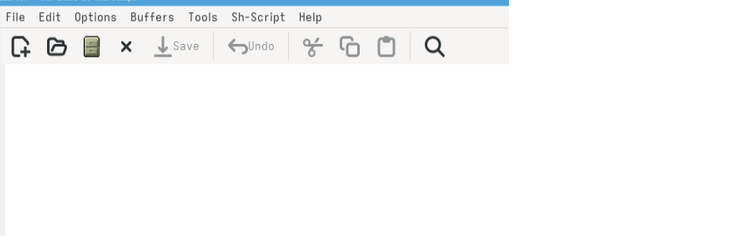 File Edit Options Buffers Tools Sh-Script Help
Save Undo